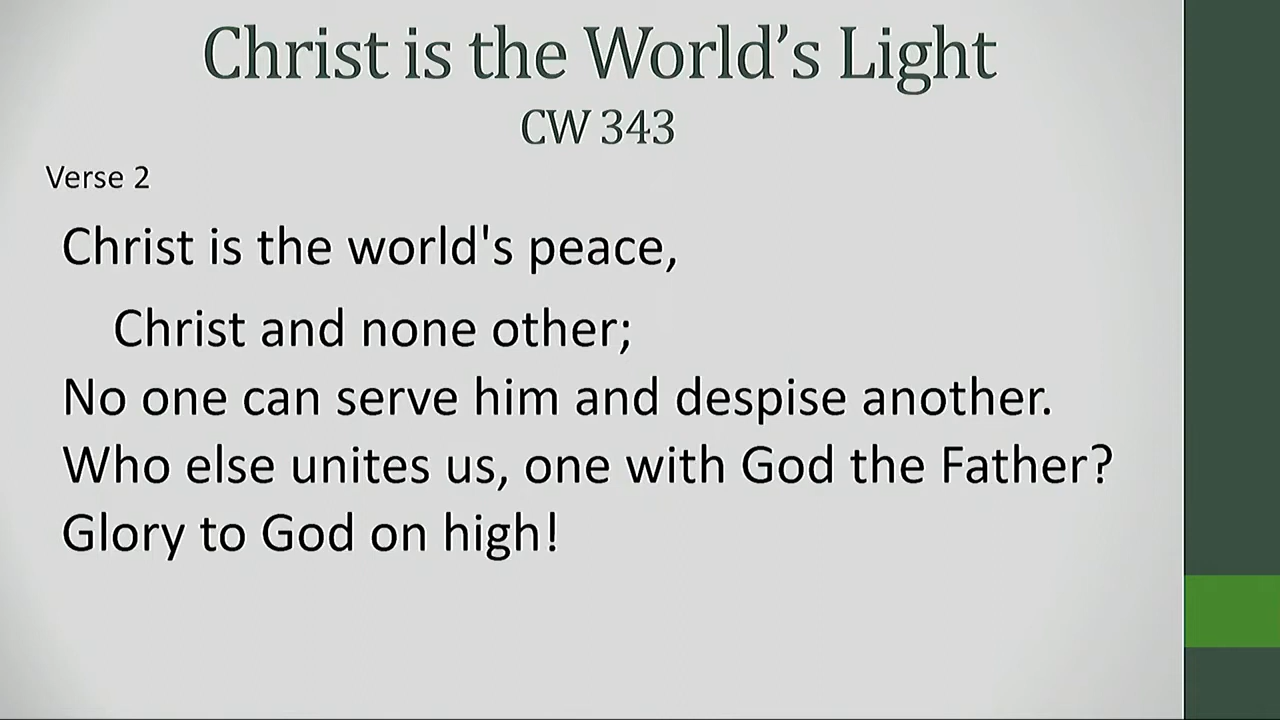 Christ is the World’s Light
CW 343
Verse 2
Christ is the world's peace,
Christ and none other;
No one can serve him and despise another.
Who else unites us, one with God the Father?
Glory to God on high!